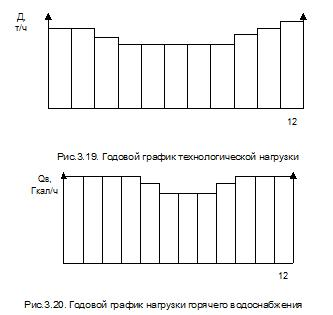 Д,
т/ч
12
Рис.3.19. Годовой график технологической нагрузки
Qв,
Гкал/ч
12
Рис.3.20. Годовой график нагрузки горячего водоснабжения